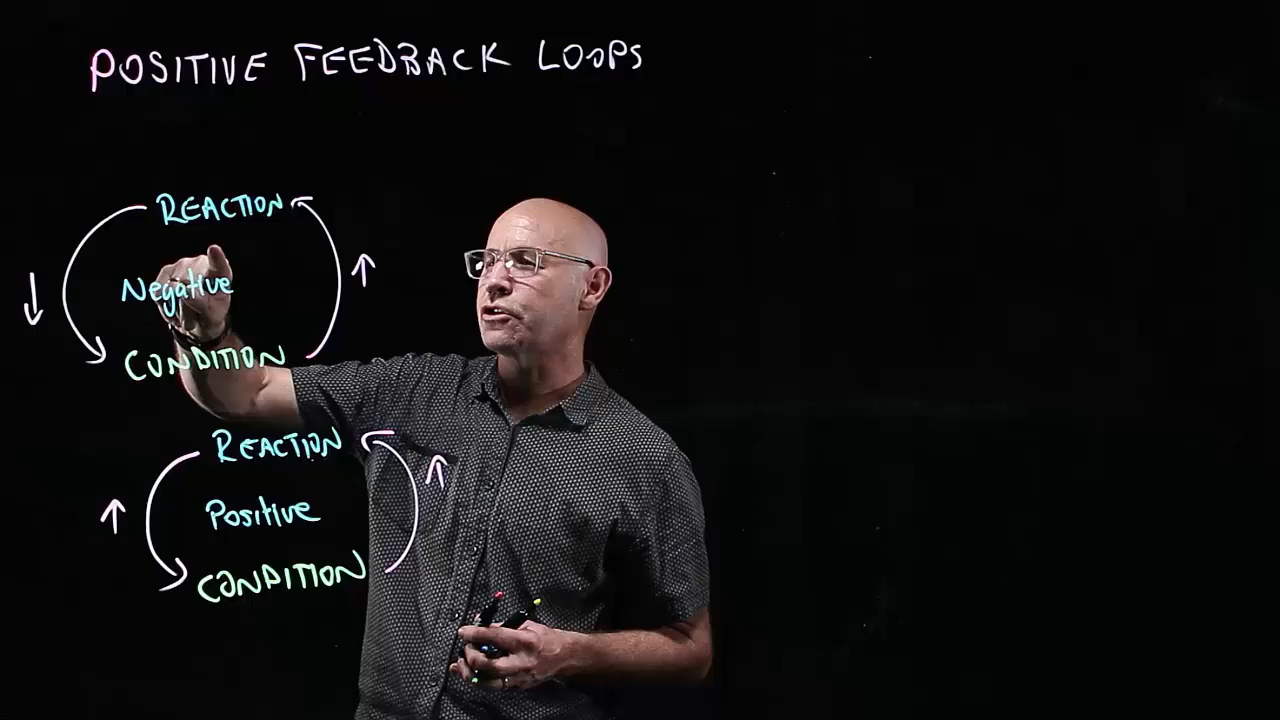 POSITIVE FEEDBACK LOOPS
REACTION
↑
Negative
↓
CONDITION
REACTION
↑
Positive
↑
CONDITION